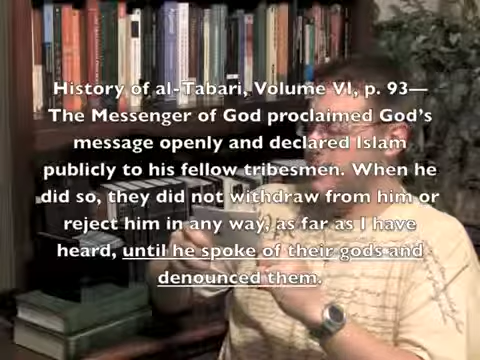 History of al-Tabari, Volume VI, p. 93—
The Messenger of God proclaimed God's
message openly and declared Islam
publicly to his fellow tribesmen. When he
did so, they did not withdraw from him or
reject him in any way, as far as I have
heard, until he spoke of their gods and
denounced them.